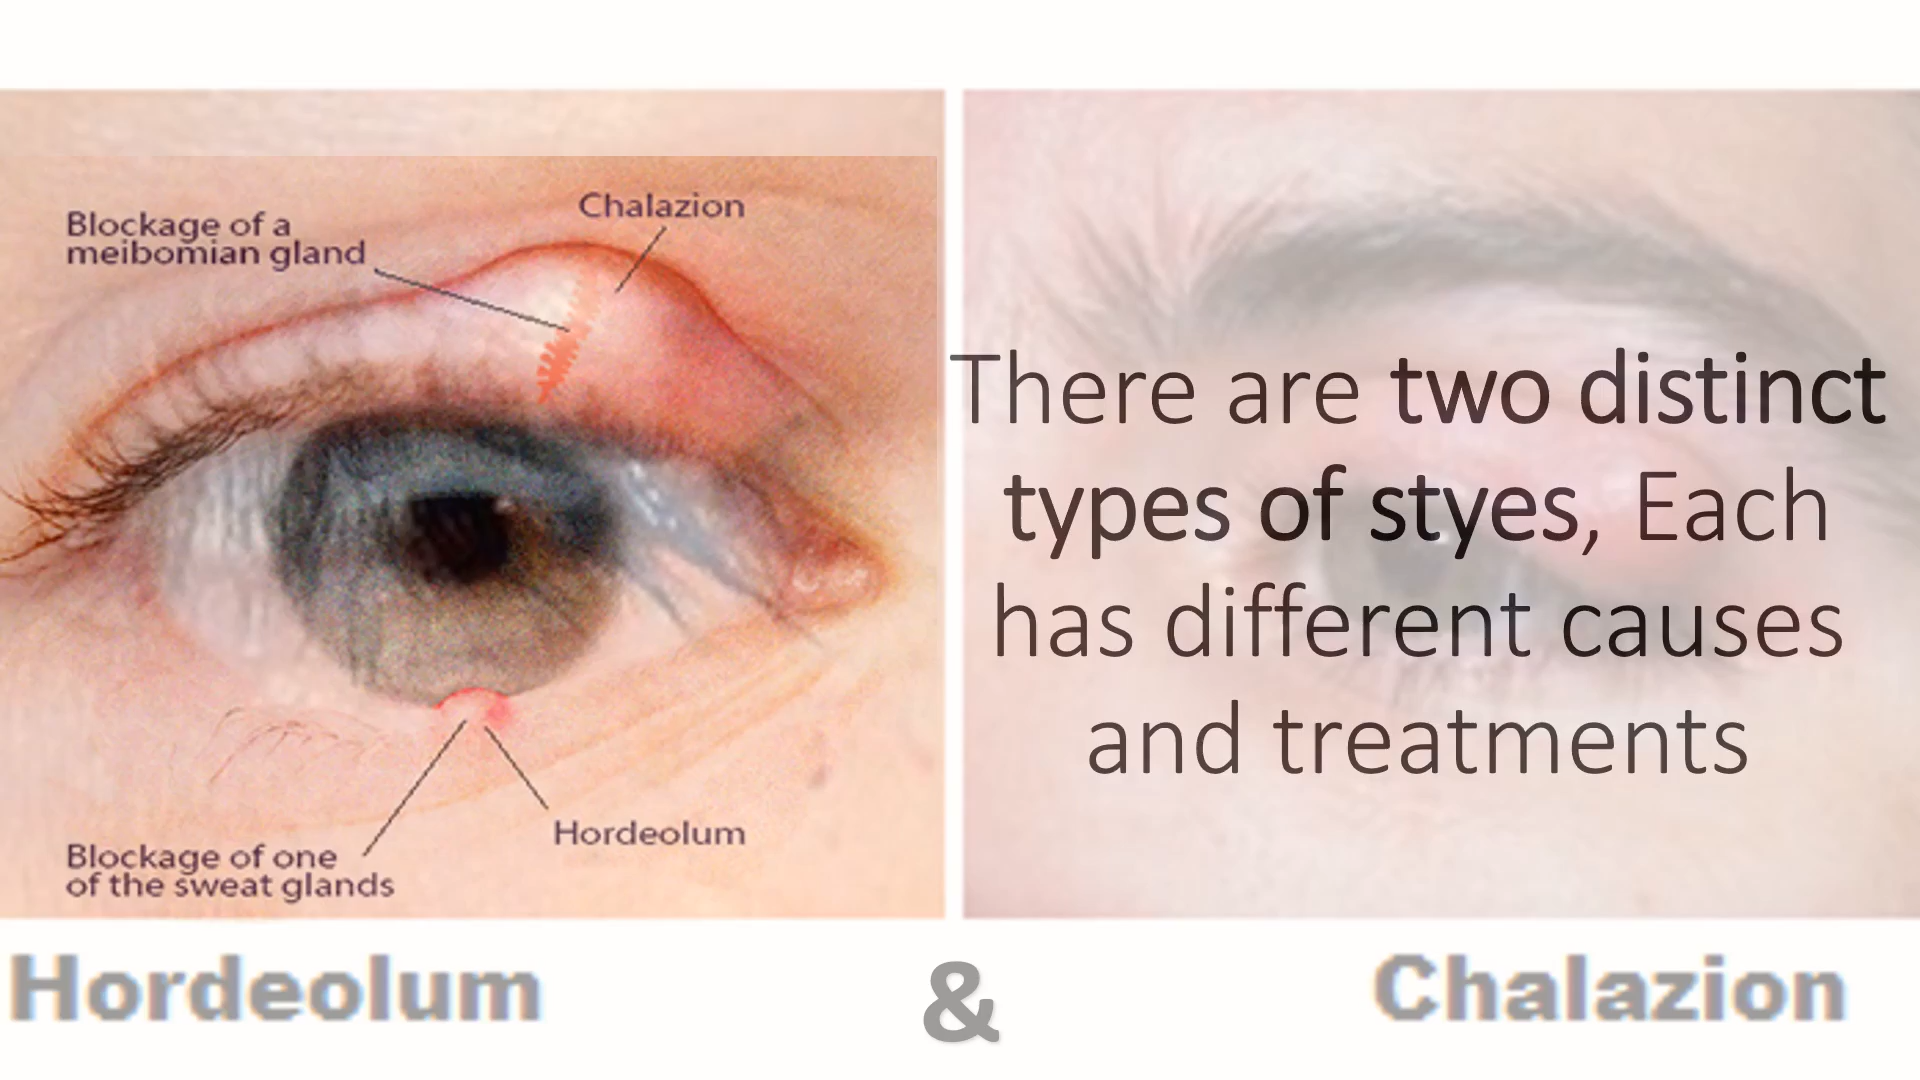 Chalazion
Blockage of a
meibomian gland
There are two distinct
types of styes, Each
has different causes
and treatments
Hordeolum
Blockage of one
of the sweat glands
Hordeolum & Chalazion